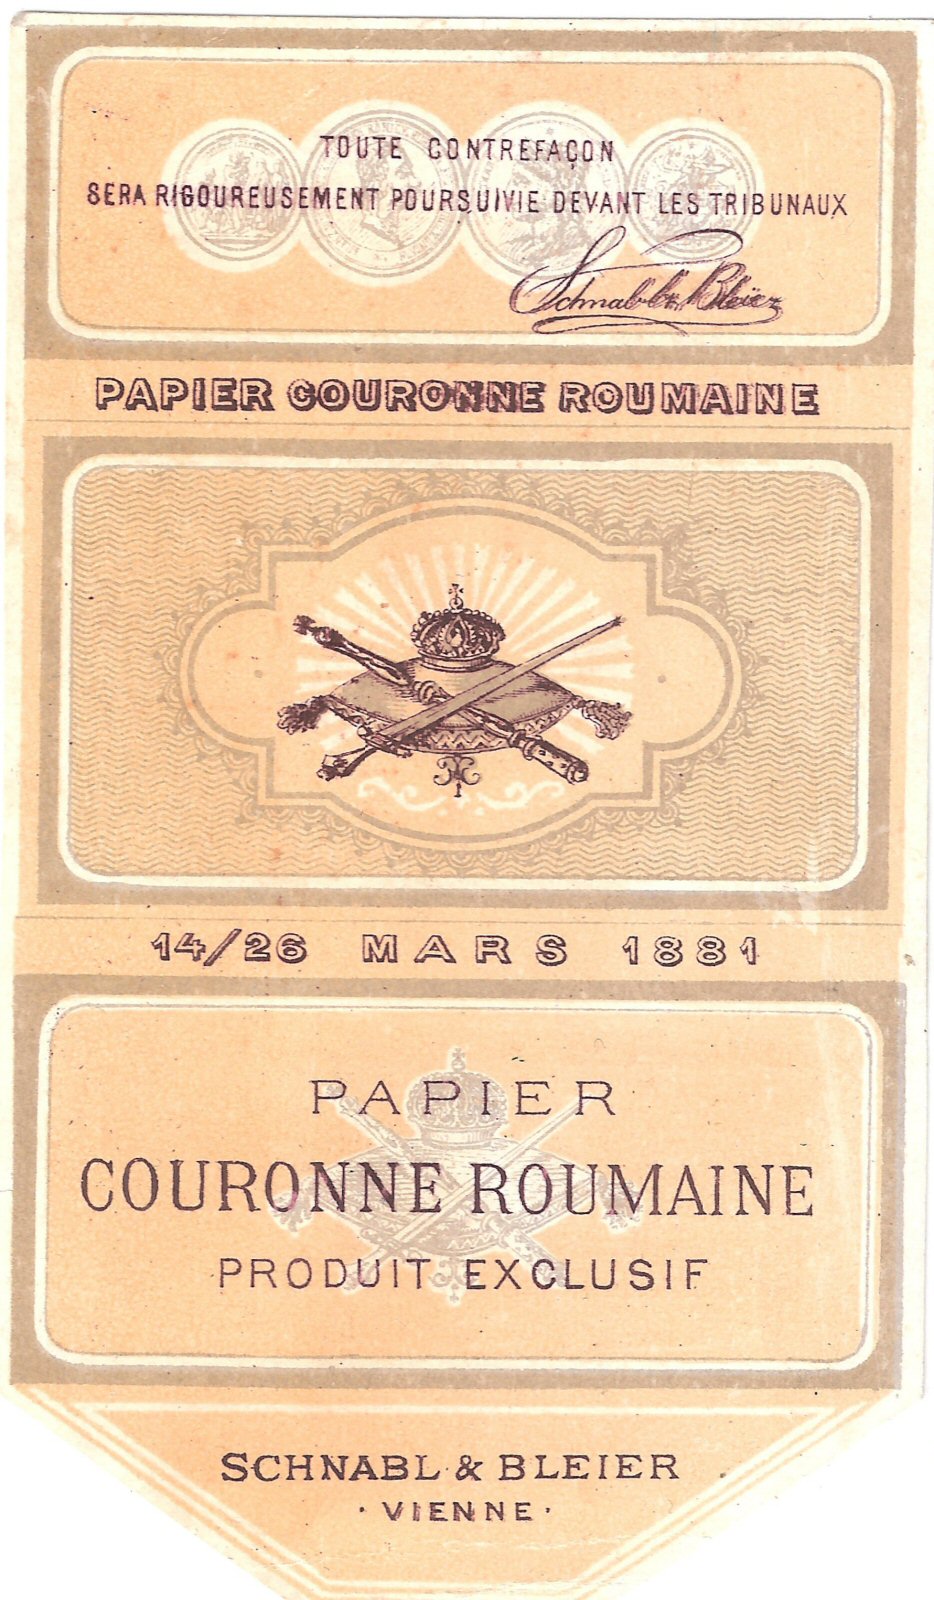 TOUTE CONTREFAÇON
SERA RIGOUREUSEMENT POURSUIVIE DEVANT LES TRIBUNAUX
Schnabl & Bleier
PAPIER COURONNE ROUMAINE
14/26 MARS 1881
PAPIER
COURONNE ROUMAINE
PRODUIT EXCLUSIF
SCHNABL & BLEIER
· VIENNE ·